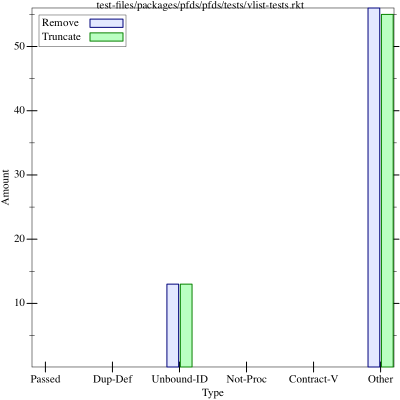 test-files/packages/pfds/pfds/tests/vlist-tests.rkt
Remove
Truncate
50
40
30
20
10
Amount
Passed Dup-Def Unbound-ID Not-Proc Contract-V Other
Type